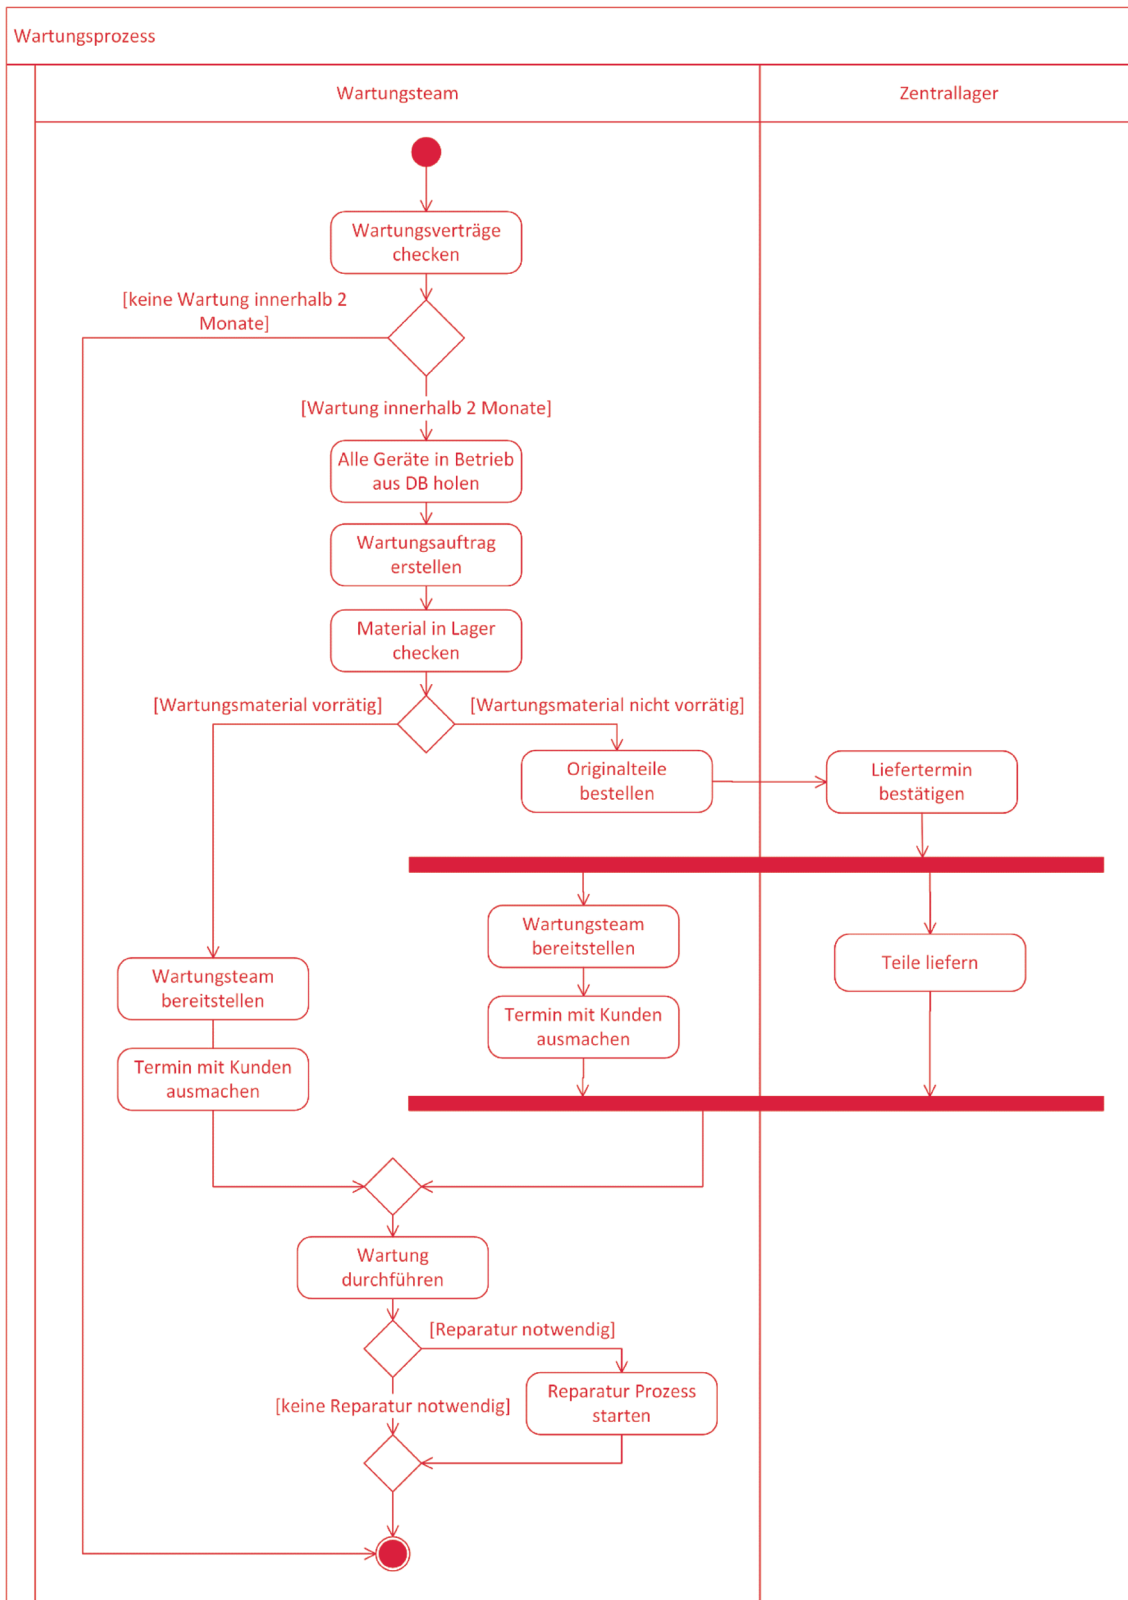 Wartungsprozess
Wartungsteam
Zentrallager
Wartungsverträge
checken
[keine Wartung innerhalb 2
Monate]
[Wartung innerhalb 2 Monate]
Alle Geräte in Betrieb
aus DB holen
Wartungsauftrag
erstellen
Material in Lager
checken
[Wartungsmaterial vorrätig]
[Wartungsmaterial nicht vorrätig]
Originalteile
bestellen
Liefertermin
bestätigen
Wartungsteam
bereitstellen
Teile liefern
Wartungsteam
bereitstellen
Termin mit Kunden
ausmachen
Termin mit Kunden
ausmachen
Wartung
durchführen
[Reparatur notwendig]
[keine Reparatur notwendig]
Reparatur Prozess
starten